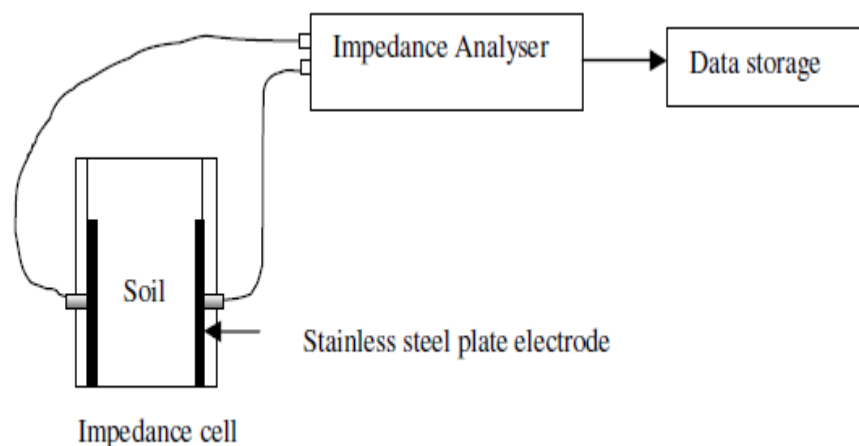 Impedance Analyser
Data storage
Soil
Stainless steel plate electrode
Impedance cell